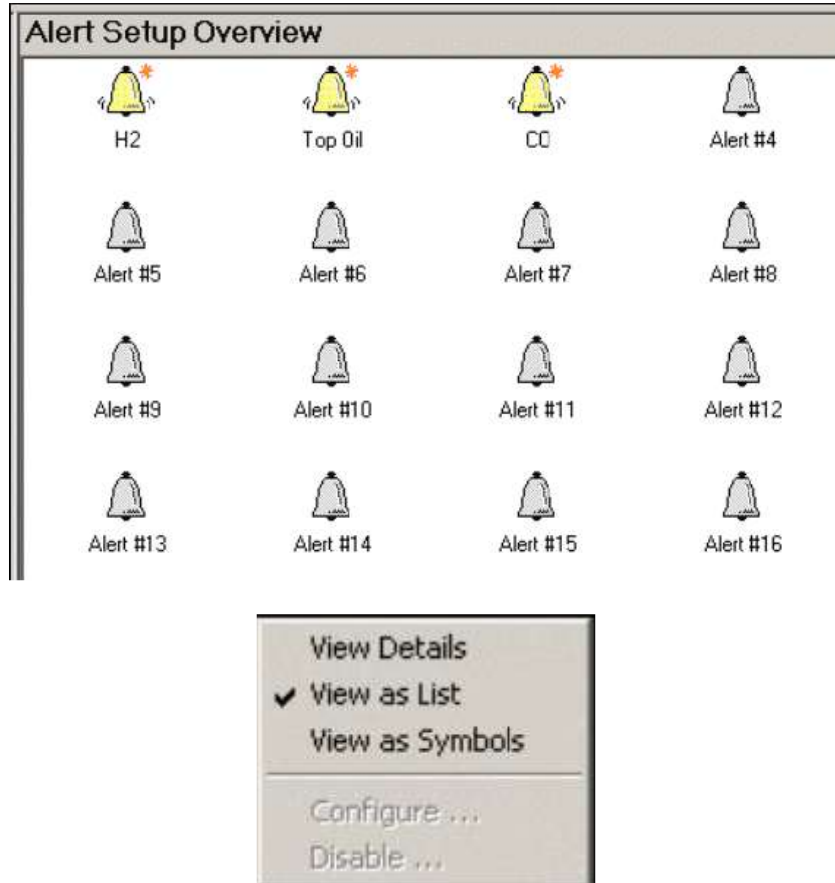 Alert Setup Overview
H2 Top Oil CO Alert #4
Alert #5 Alert #6 Alert #7 Alert #8
Alert #9 Alert #10 Alert #11 Alert #12
Alert #13 Alert #14 Alert #15 Alert #16
View Details
View as List
View as Symbols
Configure ...
Disable ...